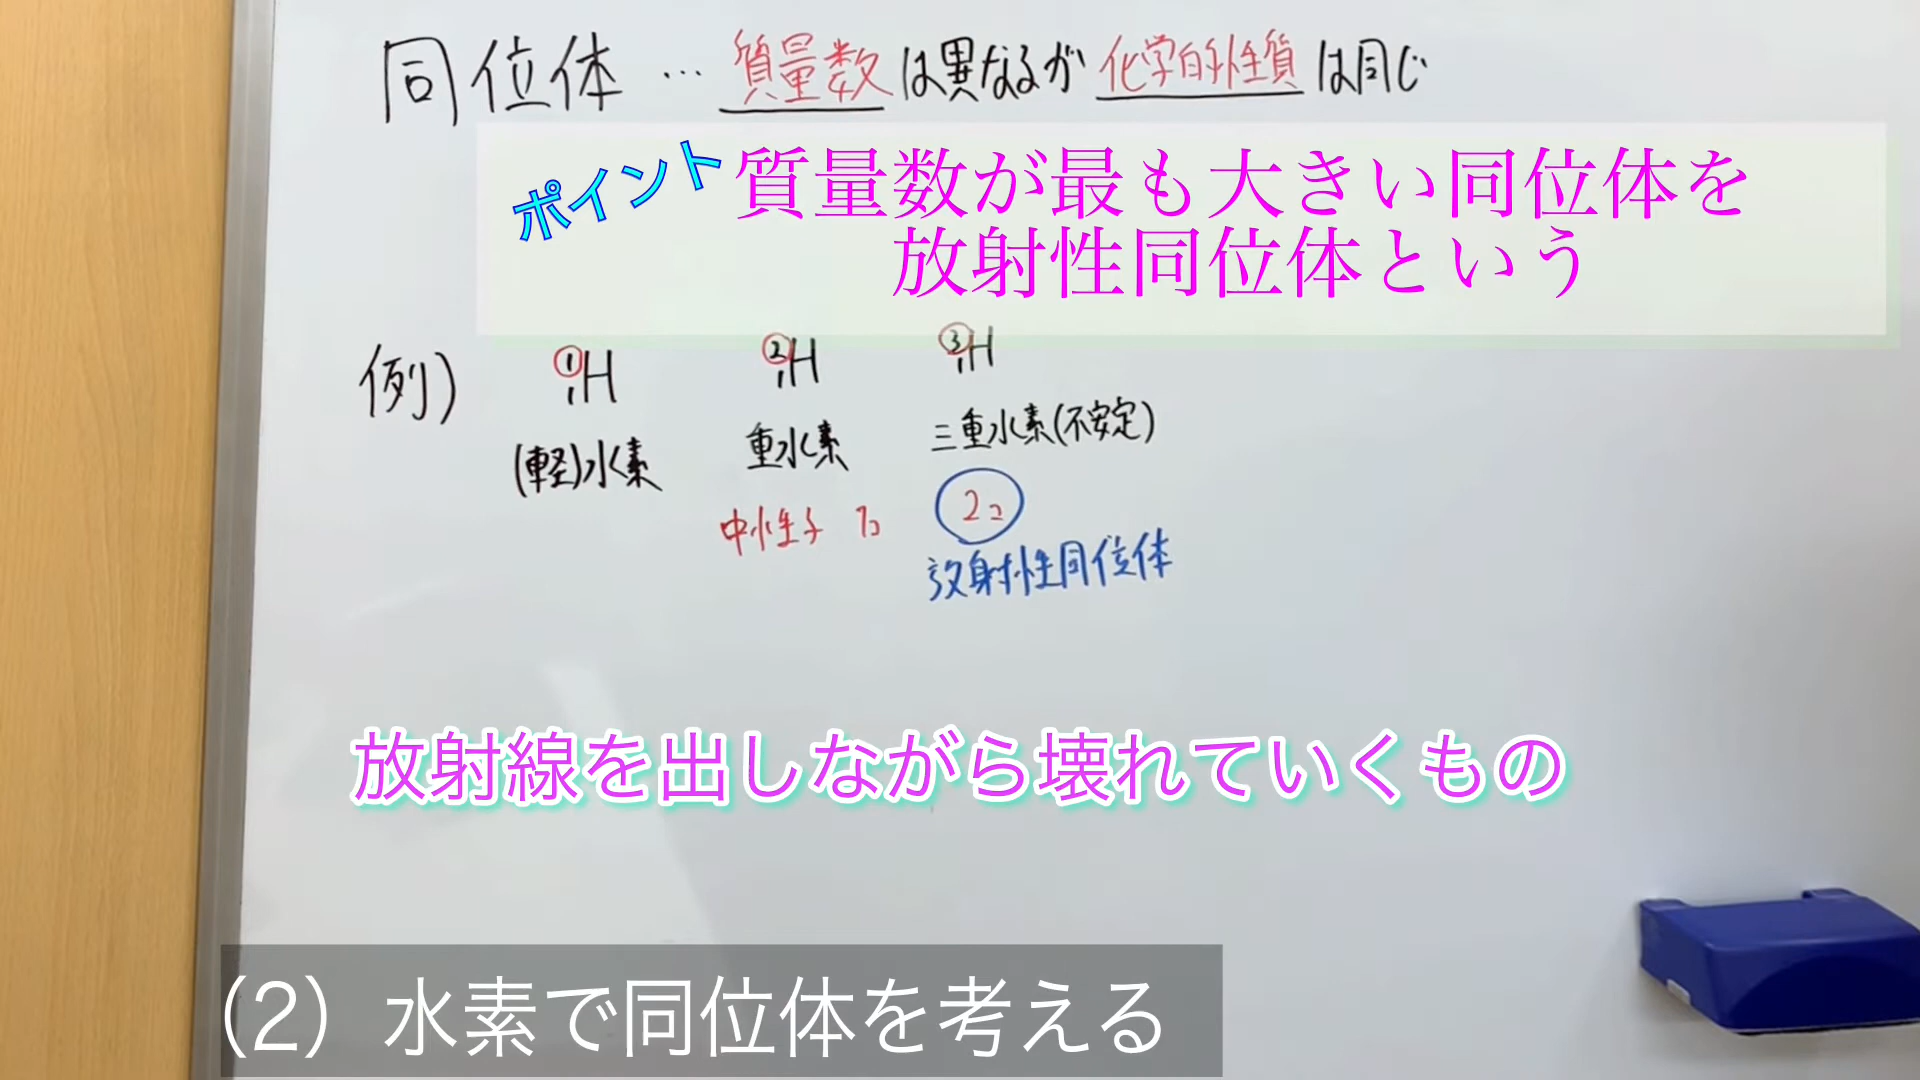 同位体 … 質量数は異なるが化学的性質は同じ
ポイント 質量数が最も大きい同位体を
放射性同位体という
例) ①₁H ②₁H ③₁H
(軽)水素 重水素 三重水素(不安定)
中性子 1コ 2コ
放射性同位体
放射線を出しながら壊れていくもの
（2）水素で同位体を考える